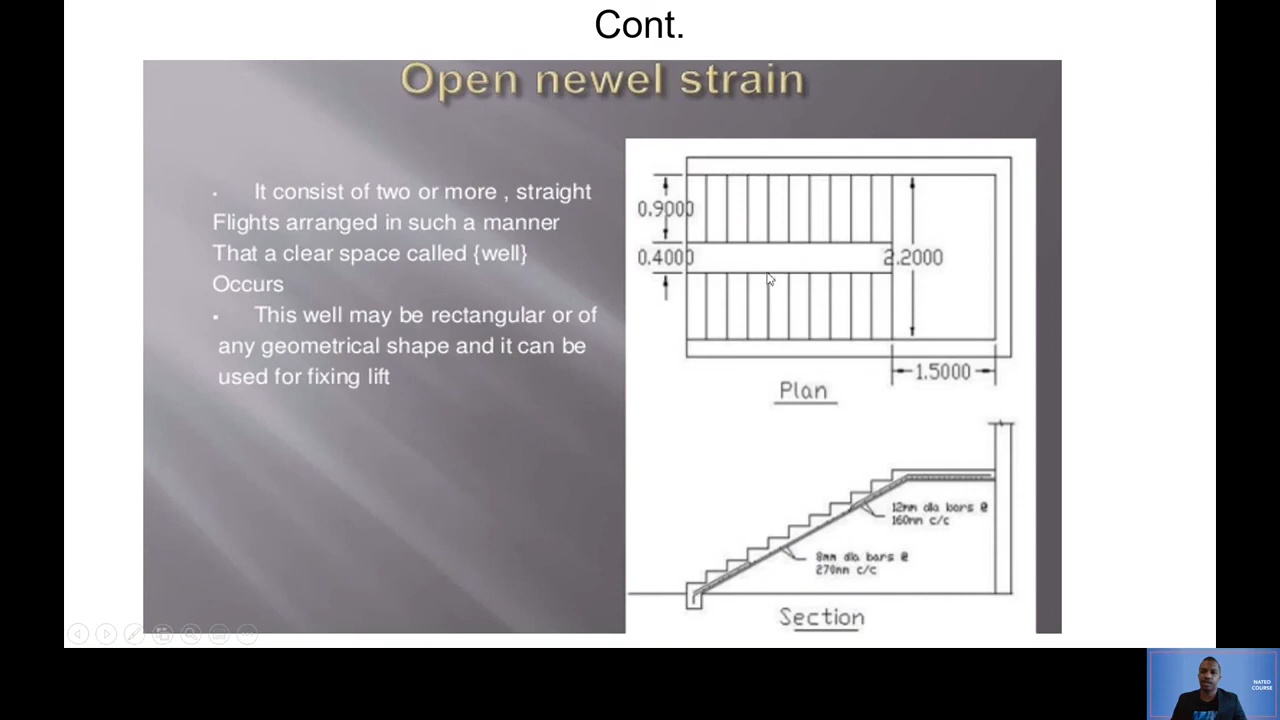 Cont.
Open newel strain
▪ It consist of two or more , straight
Flights arranged in such a manner
That a clear space called {well}
Occurs
▪ This well may be rectangular or of
any geometrical shape and it can be
used for fixing lift
0.9000
0.4000
2.2000
1.5000
Plan
12mm dia bars @
160mm c/c
8mm dia bars @
270mm c/c
Section
NATED
COURSE